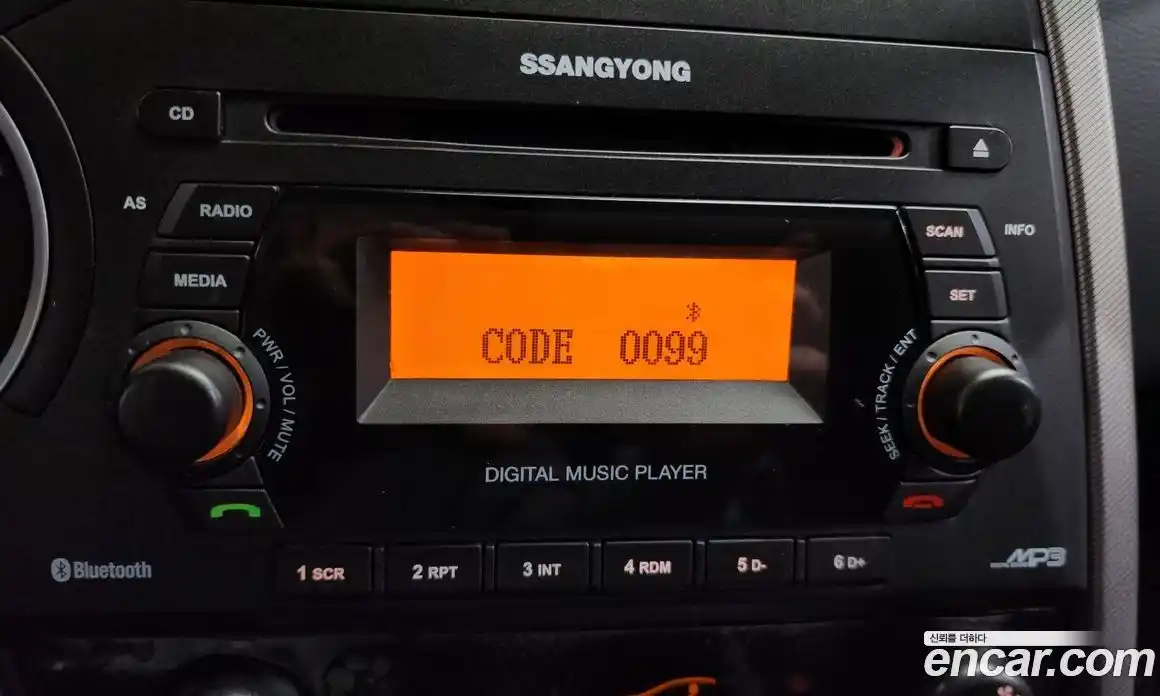 SSANGYONG
CD
AS
RADIO
SCAN
INFO
MEDIA
SET
CODE 0099
PWR / VOL / MUTE
SEEK / TRACK / ENT
DIGITAL MUSIC PLAYER
Bluetooth
1 SCR
2 RPT
3 INT
4 RDM
5 D-
6 D+
MP3
신뢰를 더하다
encar.com